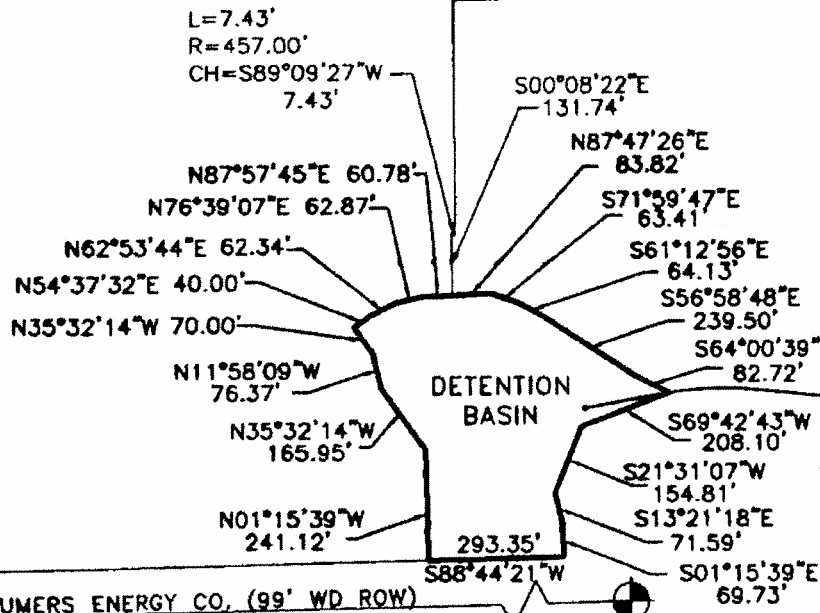 L=7.43'
R=457.00'
CH=S89°09'27"W
7.43'
S00°08'22"E
131.74'
N87°47'26"E
83.82'
N87°57'45"E 60.78'
S71°59'47"E
63.41'
N76°39'07"E 62.87'
N62°53'44"E 62.34'
S61°12'56"E
64.13'
N54°37'32"E 40.00'
S56°58'48"E
239.50'
N35°32'14"W 70.00'
S64°00'39"
82.72'
N11°58'09"W
76.37'
DETENTION
BASIN
N35°32'14"W
165.95'
S69°42'43"W
208.10'
S21°31'07"W
154.81'
N01°15'39"W
241.12'
S13°21'18"E
71.59'
293.35'
S88°44'21"W
S01°15'39"E
69.73'
UMERS ENERGY CO, (99' WD ROW)